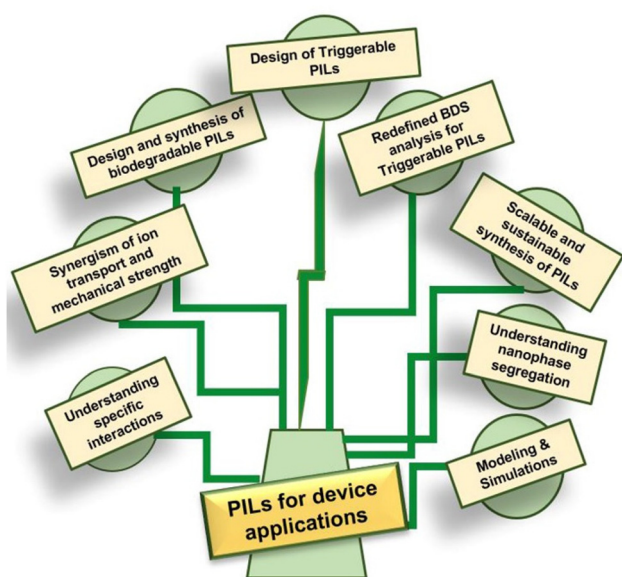 Design of Triggerable
PILs
Design and synthesis of
biodegradable PILs
Redefined BDS
analysis for
Triggerable PILs
Synergism of ion
transport and
mechanical strength
Scalable and
sustainable
synthesis of PILs
Understanding
specific
interactions
Understanding
nanophase
segregation
Modeling &
Simulations
PILs for device
applications